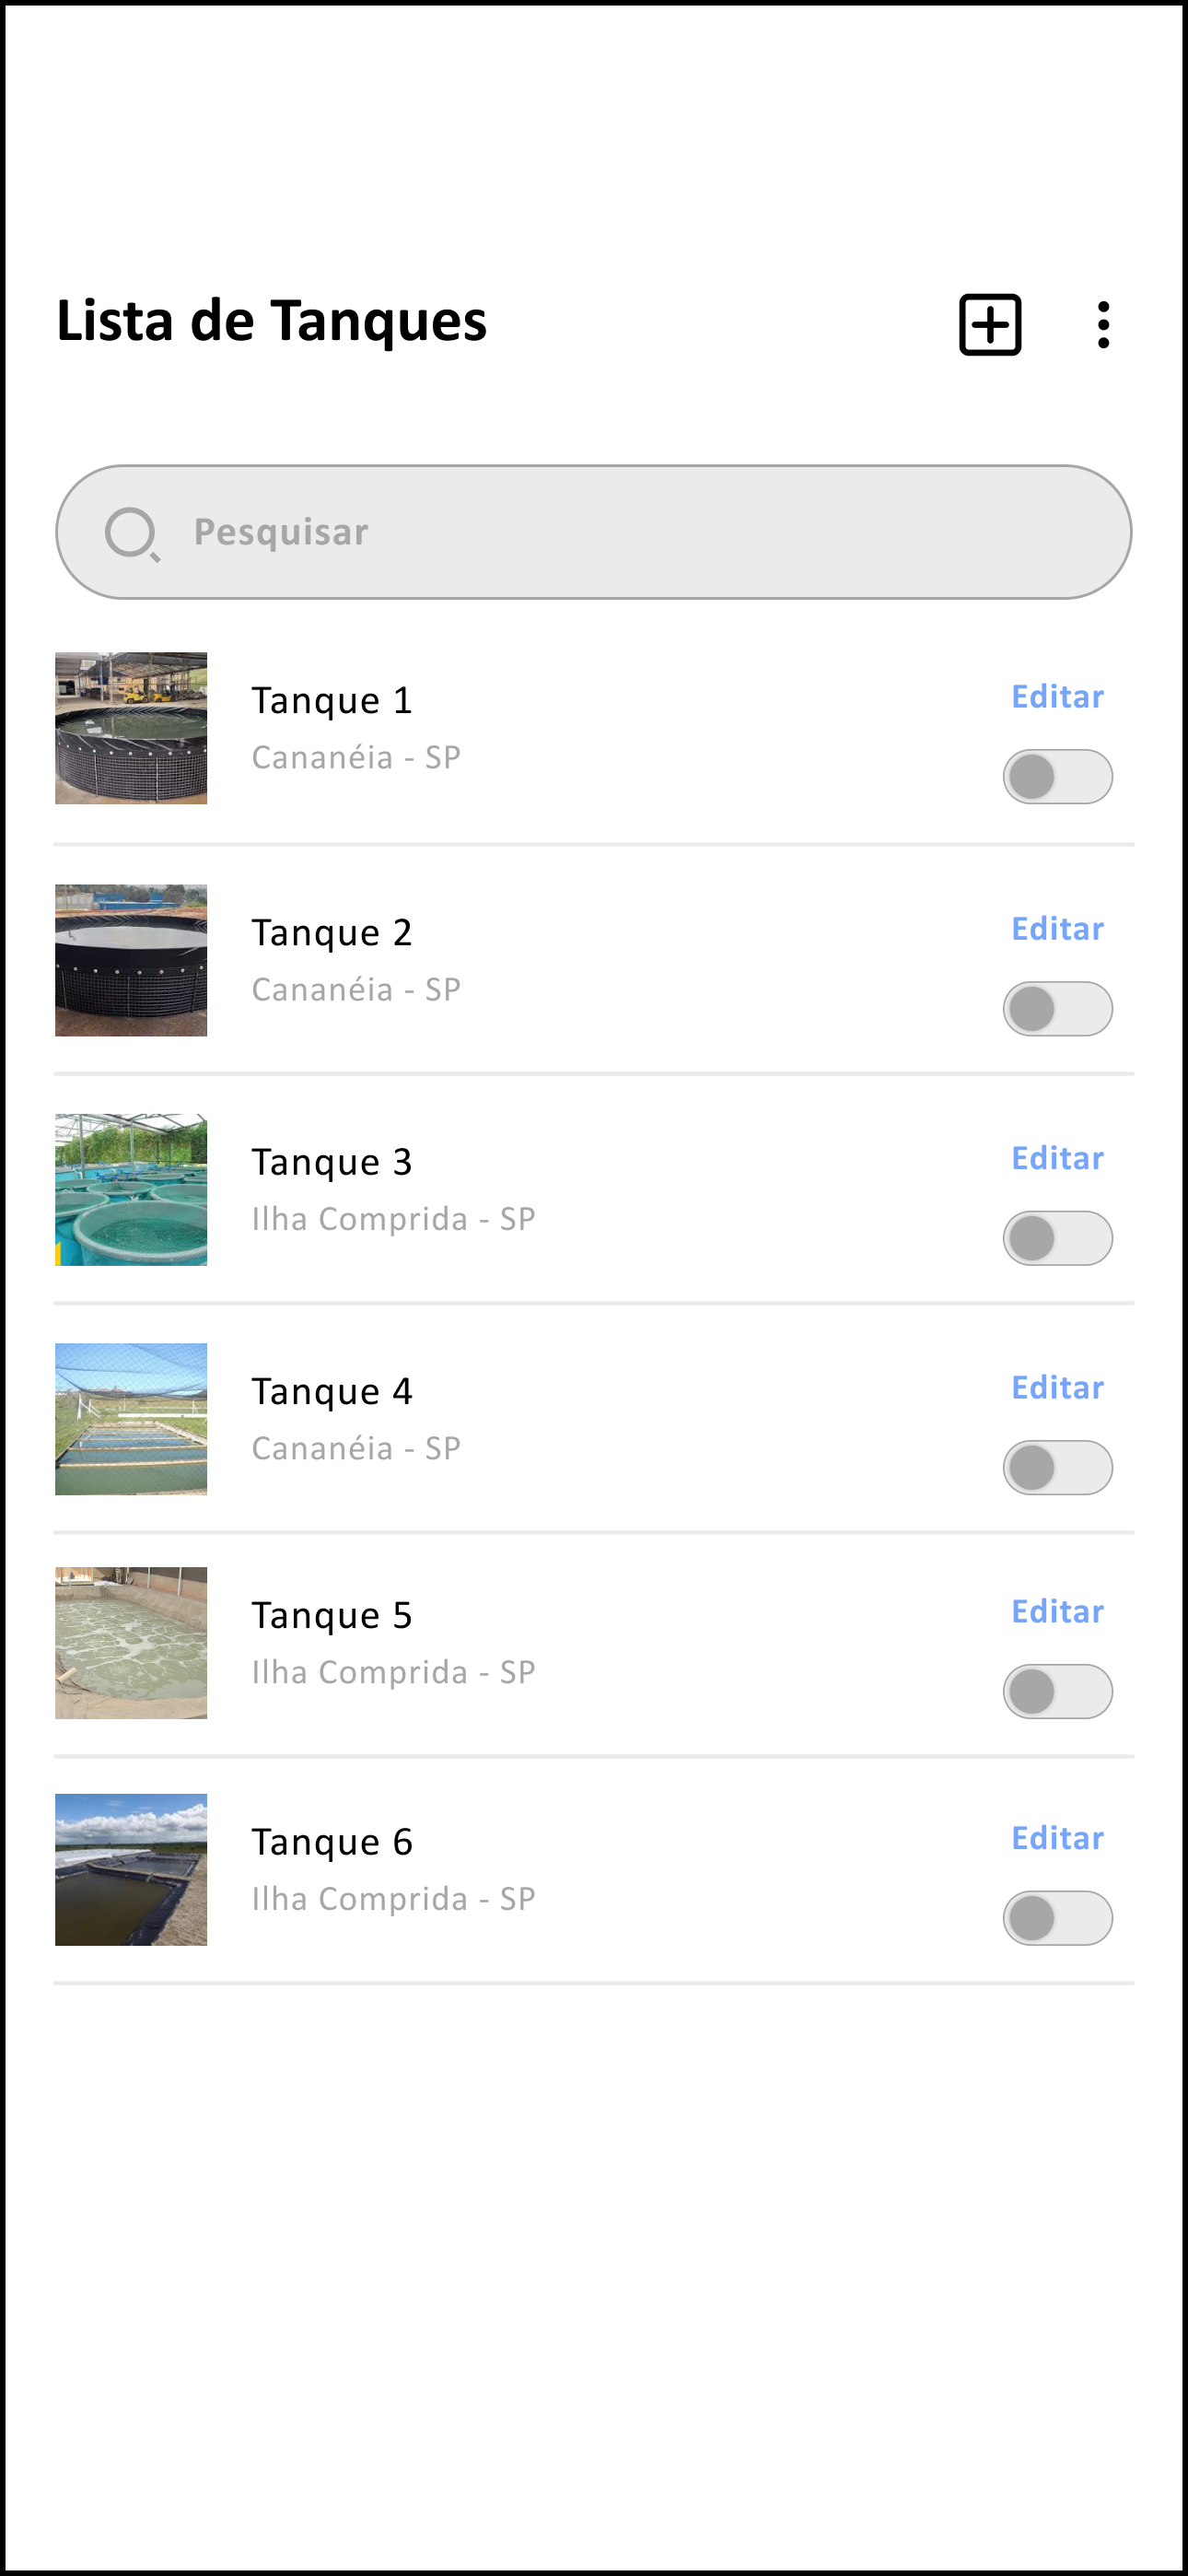 Lista de Tanques
Pesquisar
Tanque 1
Cananéia - SP
Editar
Tanque 2
Cananéia - SP
Editar
Tanque 3
Ilha Comprida - SP
Editar
Tanque 4
Cananéia - SP
Editar
Tanque 5
Ilha Comprida - SP
Editar
Tanque 6
Ilha Comprida - SP
Editar